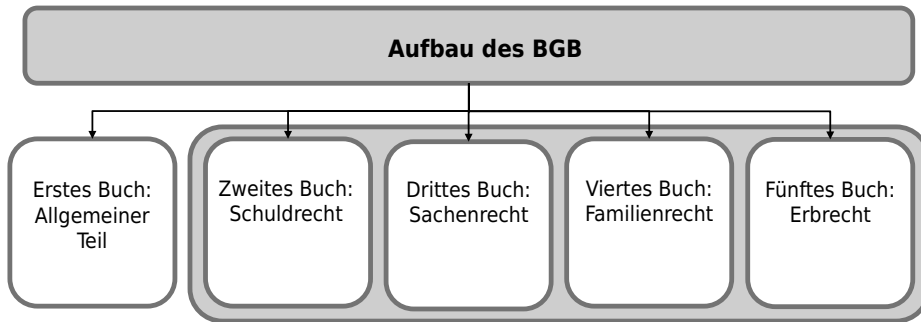 Aufbau des BGB
Erstes Buch:
Allgemeiner
Teil
Zweites Buch:
Schuldrecht
Drittes Buch:
Sachenrecht
Viertes Buch:
Familienrecht
Fünftes Buch:
Erbrecht